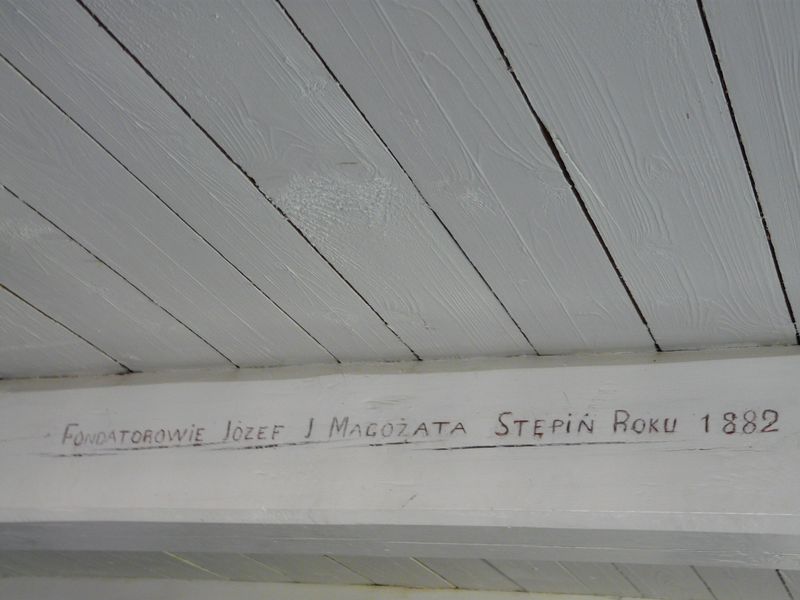 FONDATOROWIE JÓZEF J MAGOŻATA STĘPIŃ ROKU 1882